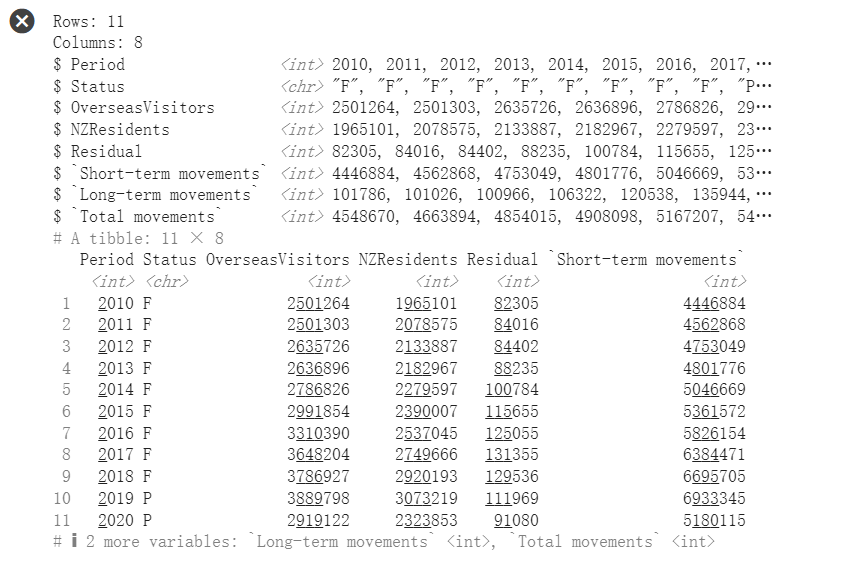 Rows: 11
Columns: 8
$ Period                <int> 2010, 2011, 2012, 2013, 2014, 2015, 2016, 2017,…
$ Status                <chr> "F", "F", "F", "F", "F", "F", "F", "F", "F", "P…
$ OverseasVisitors      <int> 2501264, 2501303, 2635726, 2636896, 2786826, 29…
$ NZResidents           <int> 1965101, 2078575, 2133887, 2182967, 2279597, 23…
$ Residual              <int> 82305, 84016, 84402, 88235, 100784, 115655, 125…
$ `Short-term movements` <int> 4446884, 4562868, 4753049, 4801776, 5046669, 53…
$ `Long-term movements`  <int> 101786, 101026, 100966, 106322, 120538, 135944,…
$ `Total movements`      <int> 4548670, 4663894, 4854015, 4908098, 5167207, 54…
# A tibble: 11 × 8
Period Status OverseasVisitors NZResidents Residual `Short-term movements`
<int> <chr> <int> <int> <int> <int>
1 2010 F 2501264 1965101 82305 4446884
2 2011 F 2501303 2078575 84016 4562868
3 2012 F 2635726 2133887 84402 4753049
4 2013 F 2636896 2182967 88235 4801776
5 2014 F 2786826 2279597 100784 5046669
6 2015 F 2991854 2390007 115655 5361572
7 2016 F 3310390 2537045 125055 5826154
8 2017 F 3648204 2749666 131355 6384471
9 2018 F 3786927 2920193 129536 6695705
10 2019 P 3889798 3073219 111969 6933345
11 2020 P 2919122 2323853 91080 5180115
# ℹ 2 more variables: `Long-term movements` <int>, `Total movements` <int>